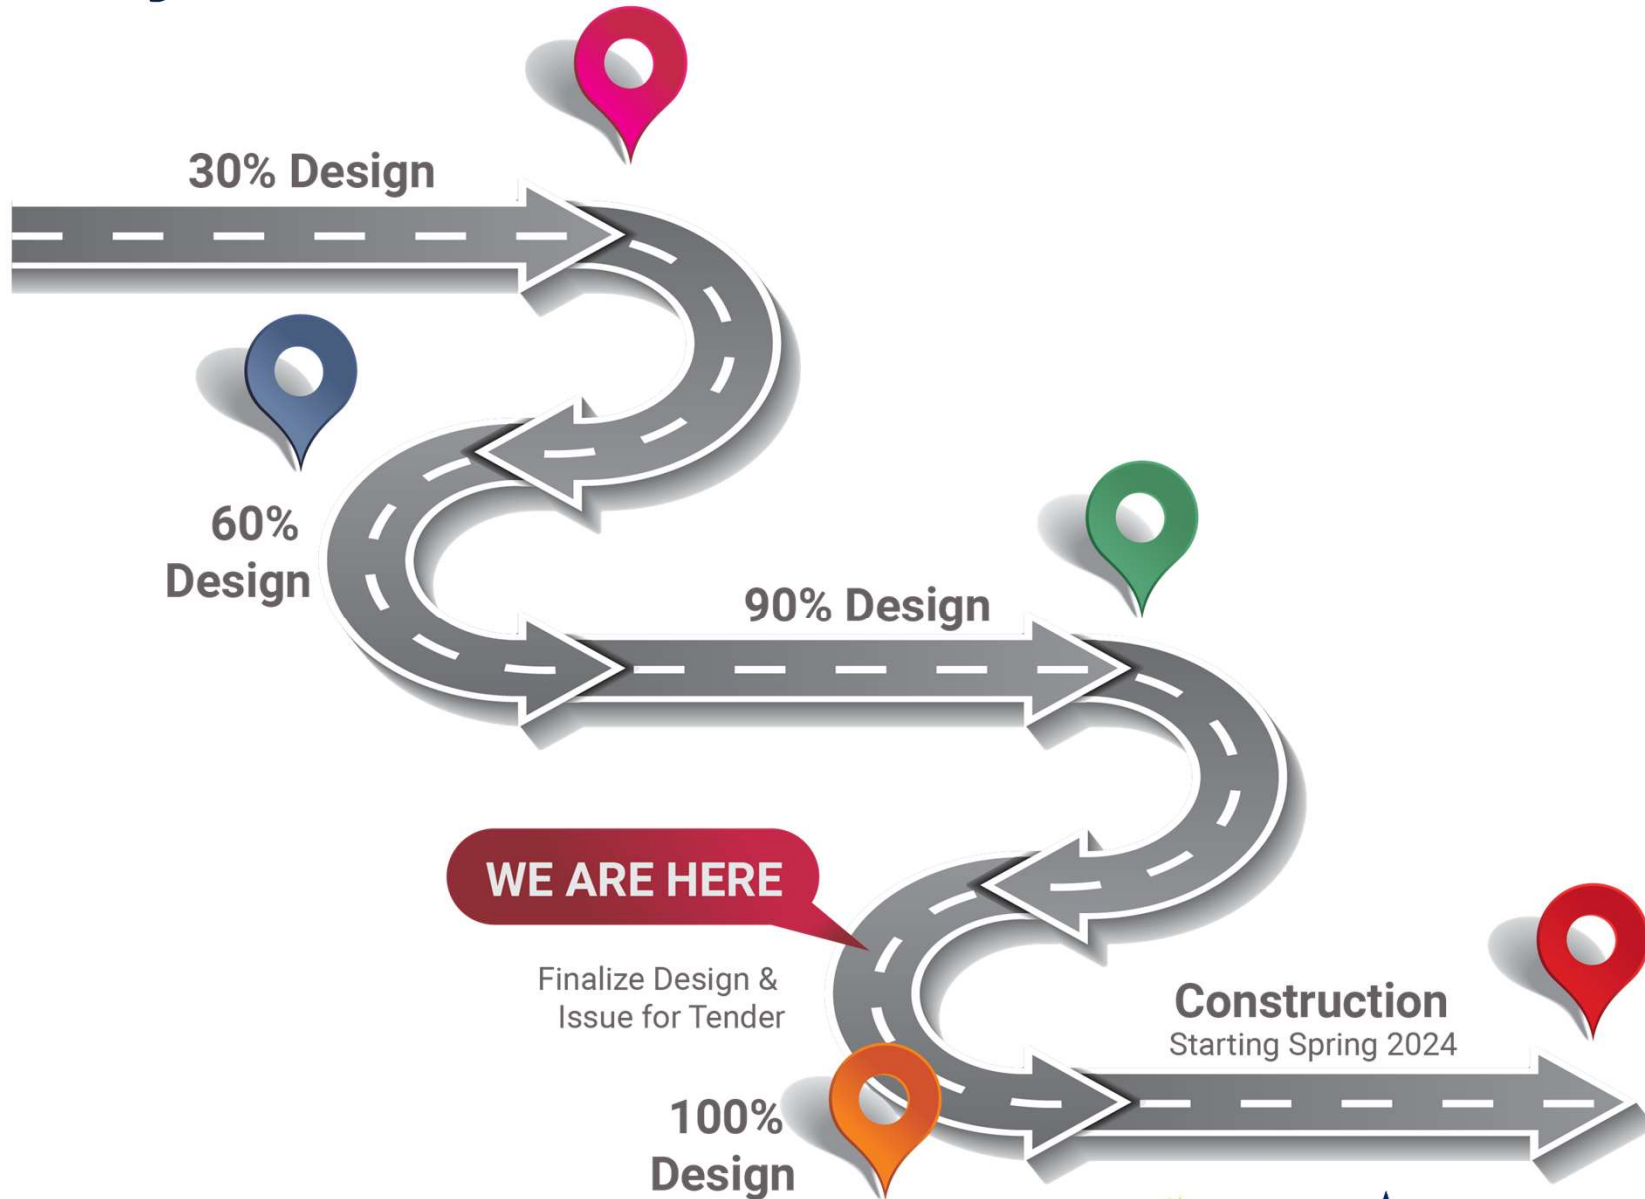 30% Design
60%
Design
90% Design
WE ARE HERE
Finalize Design &
Issue for Tender
Construction
Starting Spring 2024
100%
Design